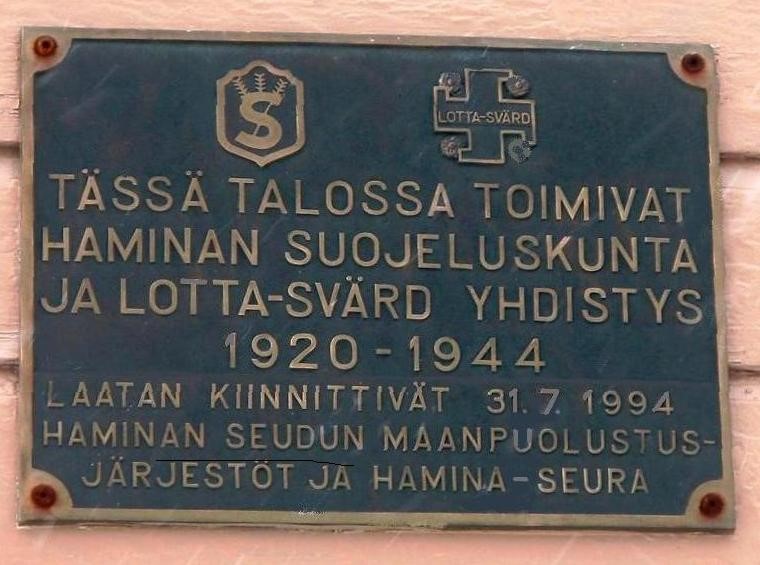 S
LOTTA-SVÄRD
TÄSSÄ TALOSSA TOIMIVAT
HAMINAN SUOJELUSKUNTA
JA LOTTA-SVÄRD YHDISTYS
1920 - 1944
LAATAN KIINNITTIVÄT 31.7. 1994
HAMINAN SEUDUN MAANPUOLUSTUS-
JÄRJESTÖT JA HAMINA-SEURA